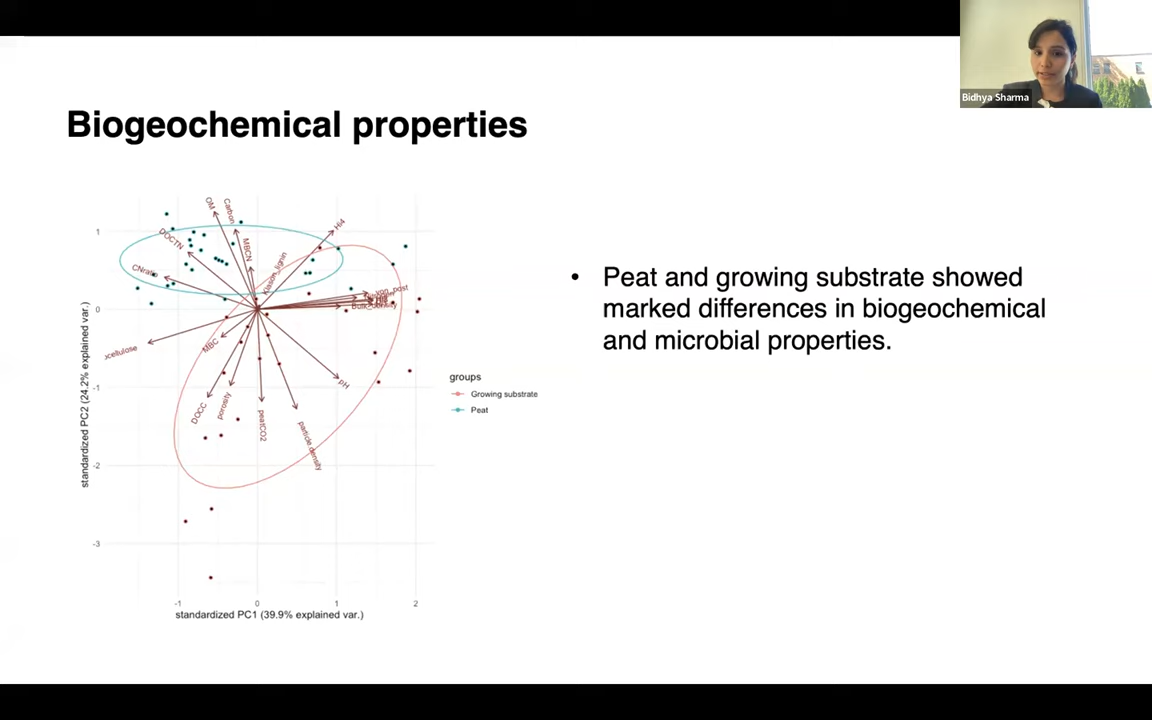 Bidhya Sharma
Biogeochemical properties
OM
Carbon
Hi4
DOCTN
MBCN
Klason_lignin
CNratio
Bulk_density
MBC
pH
DOCC
porosity
peatCO2
particle.density
1
0
-1
-2
-3
standardized PC2 (24.2% explained var.)
-1 0 1 2
standardized PC1 (39.9% explained var.)
groups
Growing substrate
Peat
• Peat and growing substrate showed
marked differences in biogeochemical
and microbial properties.